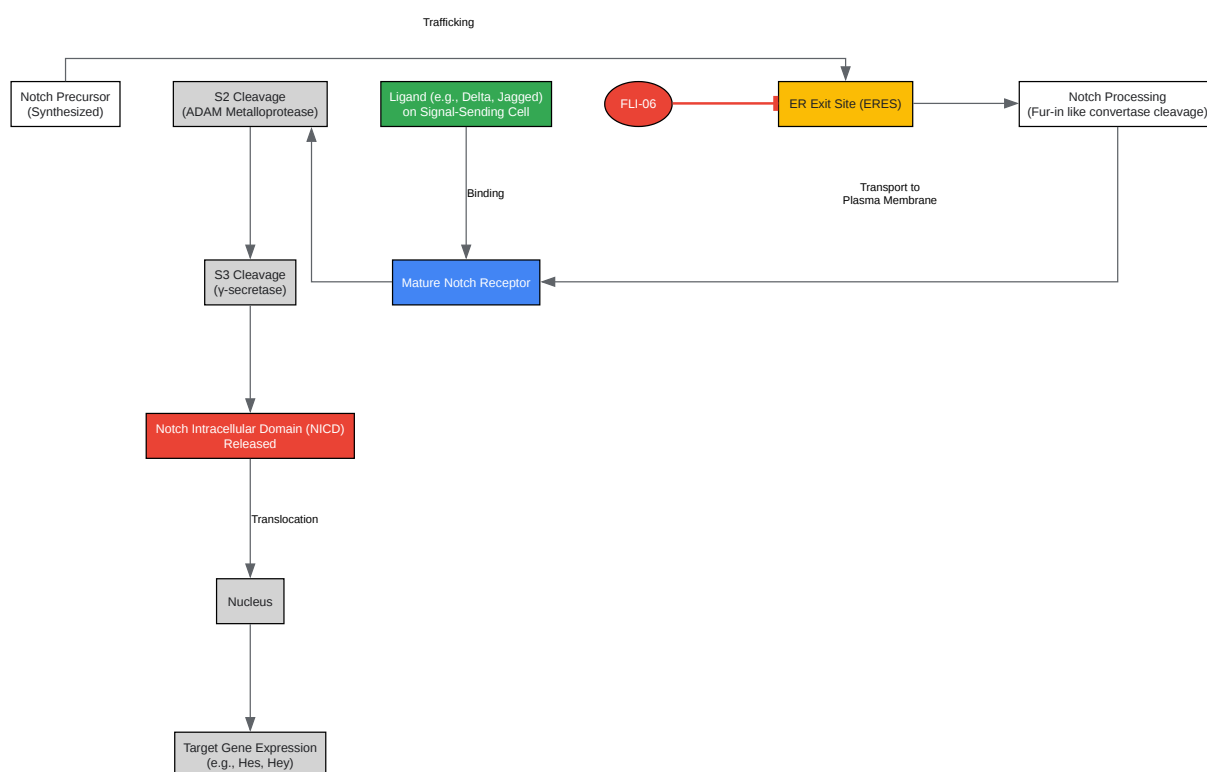 Trafficking
Notch Precursor
(Synthesized)
S2 Cleavage
(ADAM Metalloprotease)
Ligand (e.g., Delta, Jagged)
on Signal-Sending Cell
FLI-06
ER Exit Site (ERES)
Notch Processing
(Fur-in like convertase cleavage)
Binding
Transport to
Plasma Membrane
S3 Cleavage
(γ-secretase)
Mature Notch Receptor
Notch Intracellular Domain (NICD)
Released
Translocation
Nucleus
Target Gene Expression
(e.g., Hes, Hey)